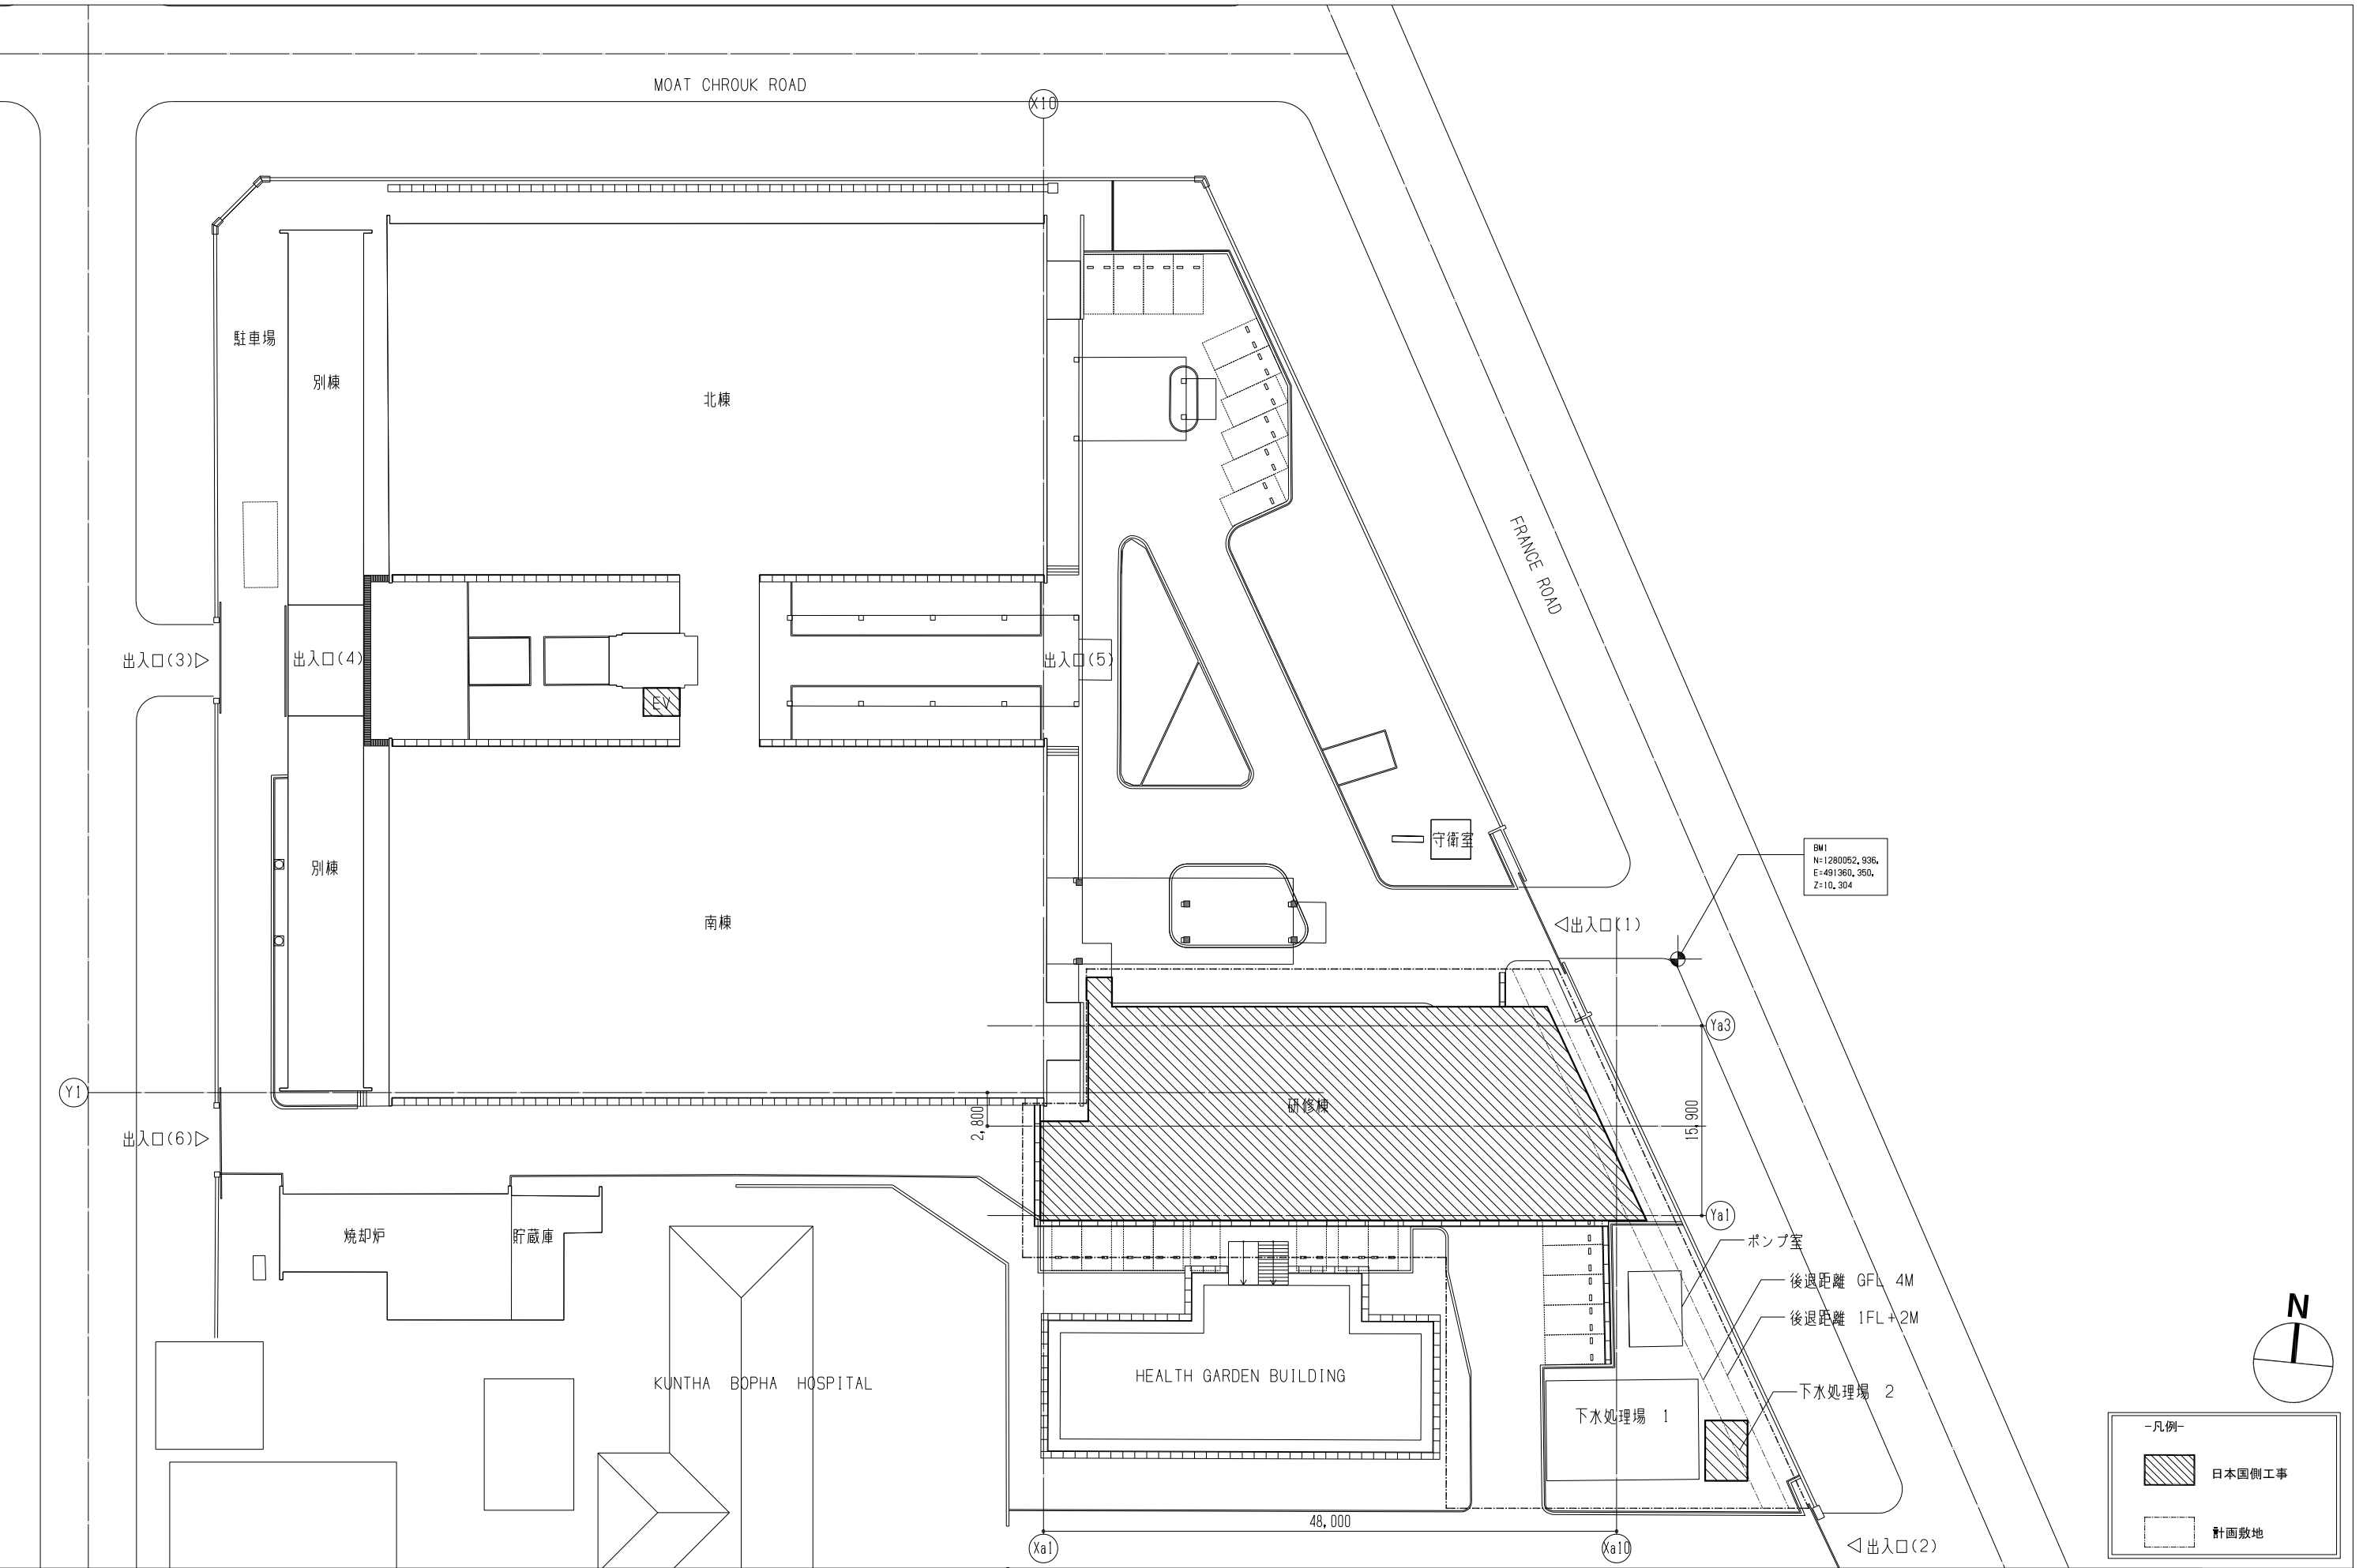 MOAT CHROUK ROAD
X10
駐車場
別棟
北棟
FRANCE ROAD
出入口(3)
出入口(4)
出入口(5)
EV
守衛室
BM1
N=1280052,936,
E=491360,350,
Z=10,304
別棟
南棟
出入口(1)
Ya3
Y1
2,800
研修棟
15,900
出入口(6)
Ya1
焼却炉
貯蔵庫
ポンプ室
後退距離 GFL 4M
後退距離 1FL+2M
N
KUNTHA BOPHA HOSPITAL
HEALTH GARDEN BUILDING
下水処理場 2
下水処理場 1
-凡例-
日本国側工事
計画敷地
48,000
Xa1
Xa10
出入口(2)